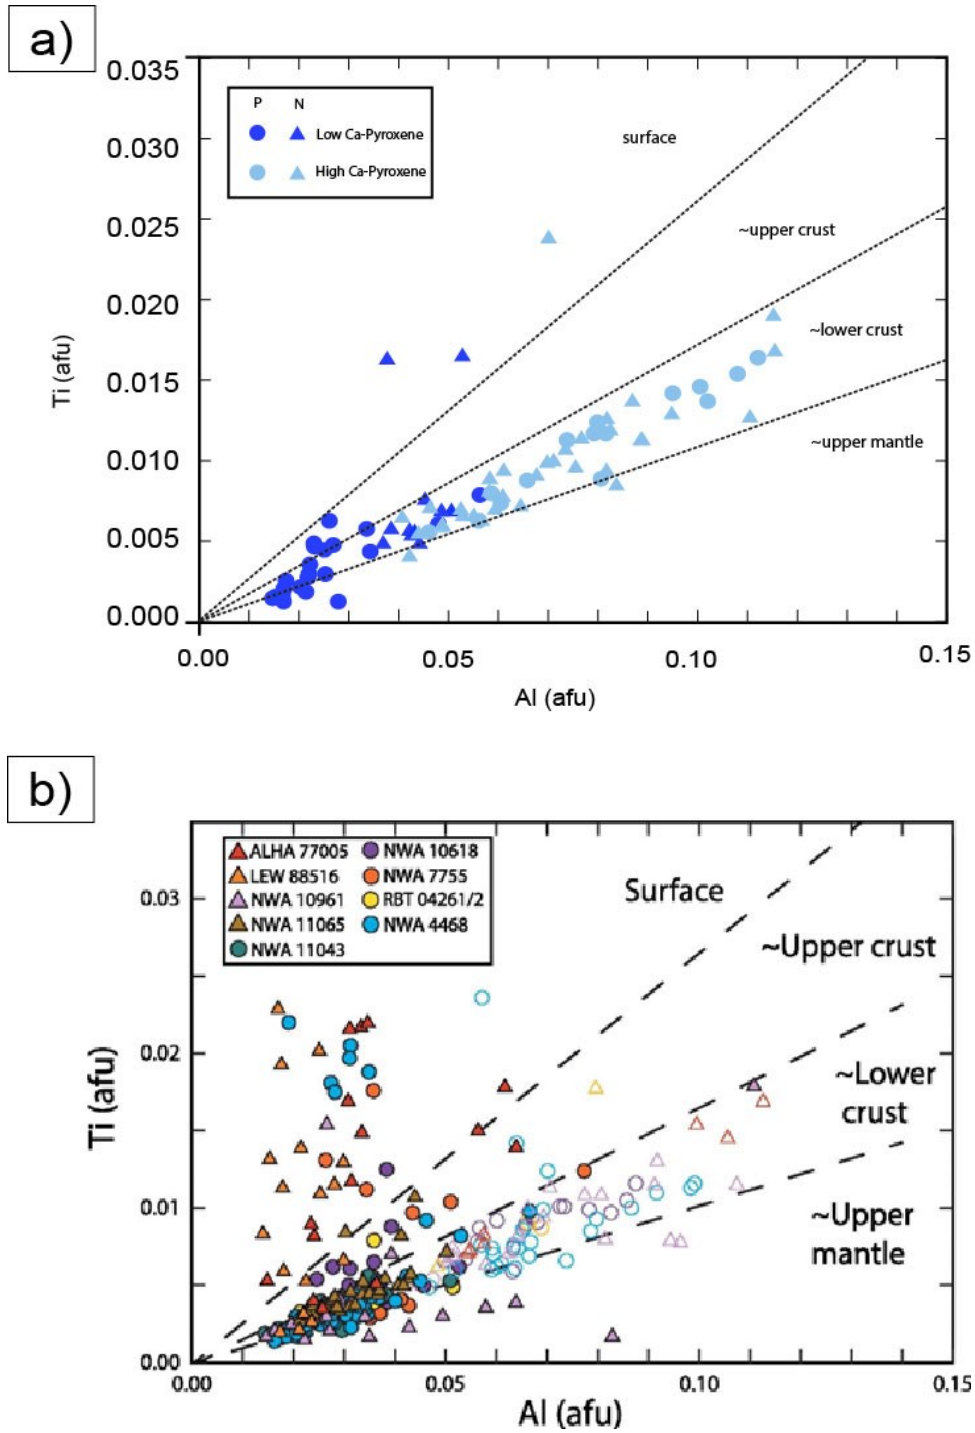 a)
0.035
0.030
0.025
0.020
0.015
0.010
0.005
0.000
Ti (afu)
P N
Low Ca-Pyroxene
High Ca-Pyroxene
surface
~upper crust
~lower crust
~upper mantle
0.00 0.05 0.10 0.15
Al (afu)
b)
0.03
0.02
0.01
0.00
Ti (afu)
ALHA 77005 NWA 10618
LEW 88516 NWA 7755
NWA 10961 RBT 04261/2
NWA 11065 NWA 4468
NWA 11043
Surface
~Upper crust
~Lower
crust
~Upper
mantle
0.00 0.05 0.10 0.15
Al (afu)